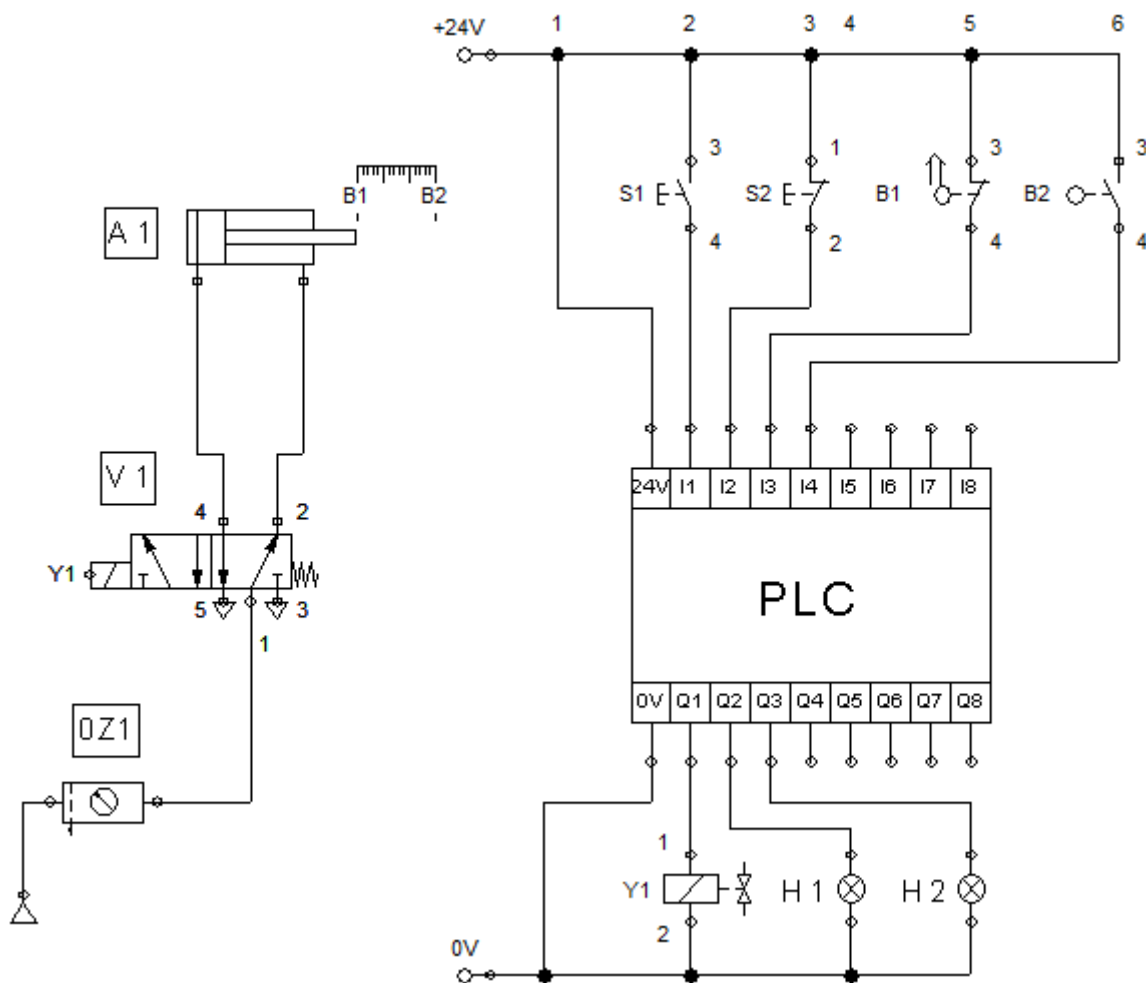 +24V 1 2 3 4 5 6
3 1 3 3
B1 B2
S1 S2 B1 B2
A 1
4 2 4 4
V 1
4 2
24V I1 I2 I3 I4 I5 I6 I7 I8
Y1
5 3
1
PLC
0V Q1 Q2 Q3 Q4 Q5 Q6 Q7 Q8
0Z1
1
Y1 H 1 H 2
2
0V